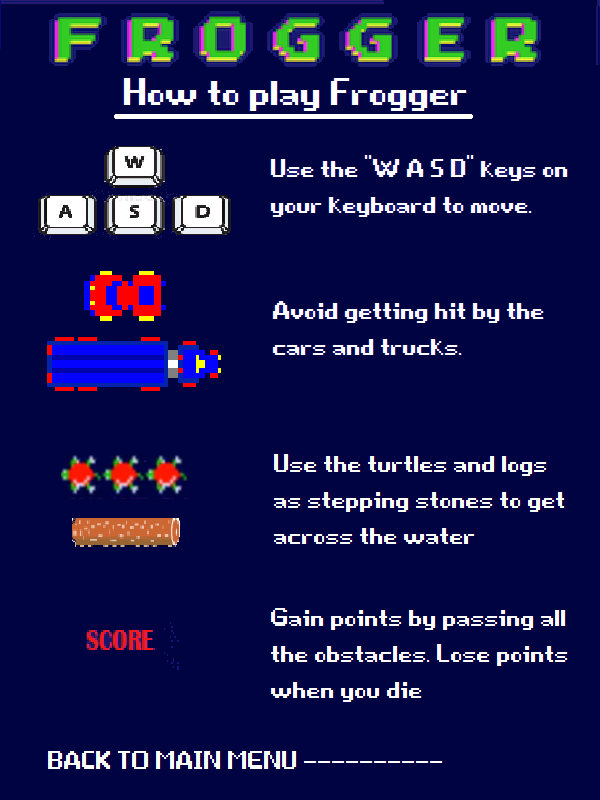 FROGGER
How to play Frogger
W
A S D
Use the "W A S D" Keys on
your Keyboard to move.
Avoid getting hit by the
cars and trucks.
Use the turtles and logs
as stepping stones to get
across the water
SCORE
Gain points by passing all
the obstacles. Lose points
when you die
BACK TO MAIN MENU ----------